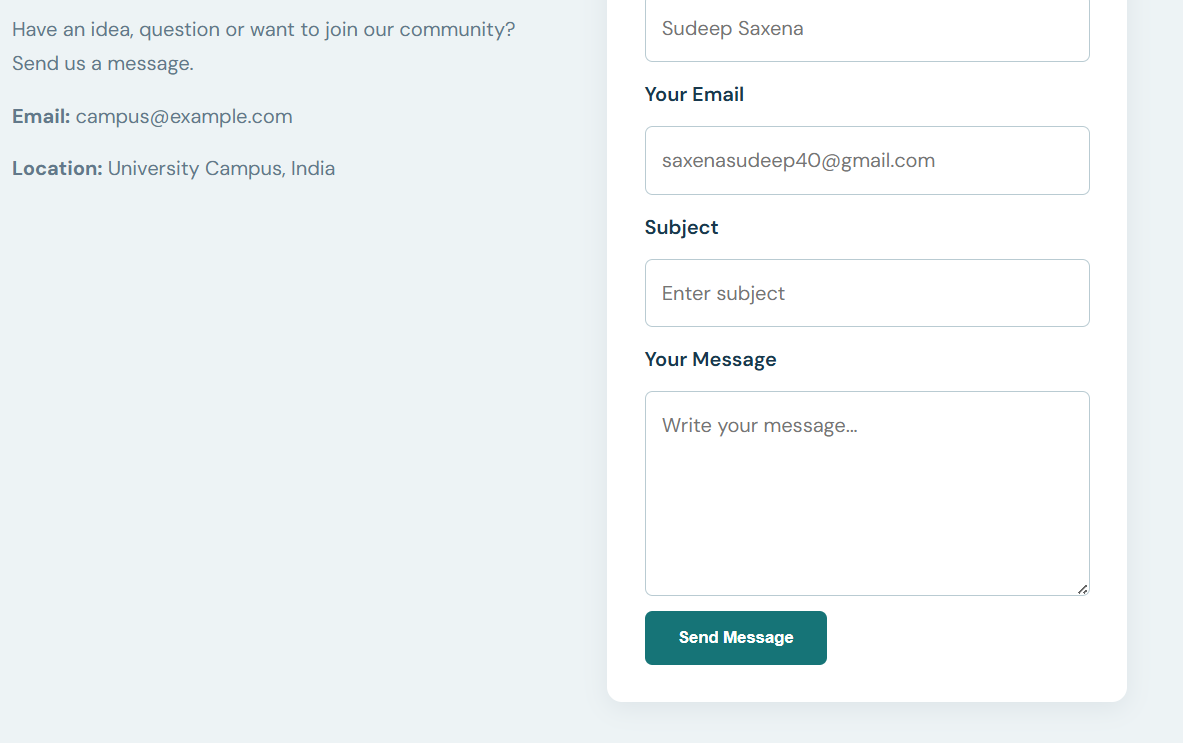 Have an idea, question or want to join our community?
Send us a message.
Email: campus@example.com
Location: University Campus, India
Sudeep Saxena
Your Email
saxenasudeep40@gmail.com
Subject
Enter subject
Your Message
Write your message...
Send Message